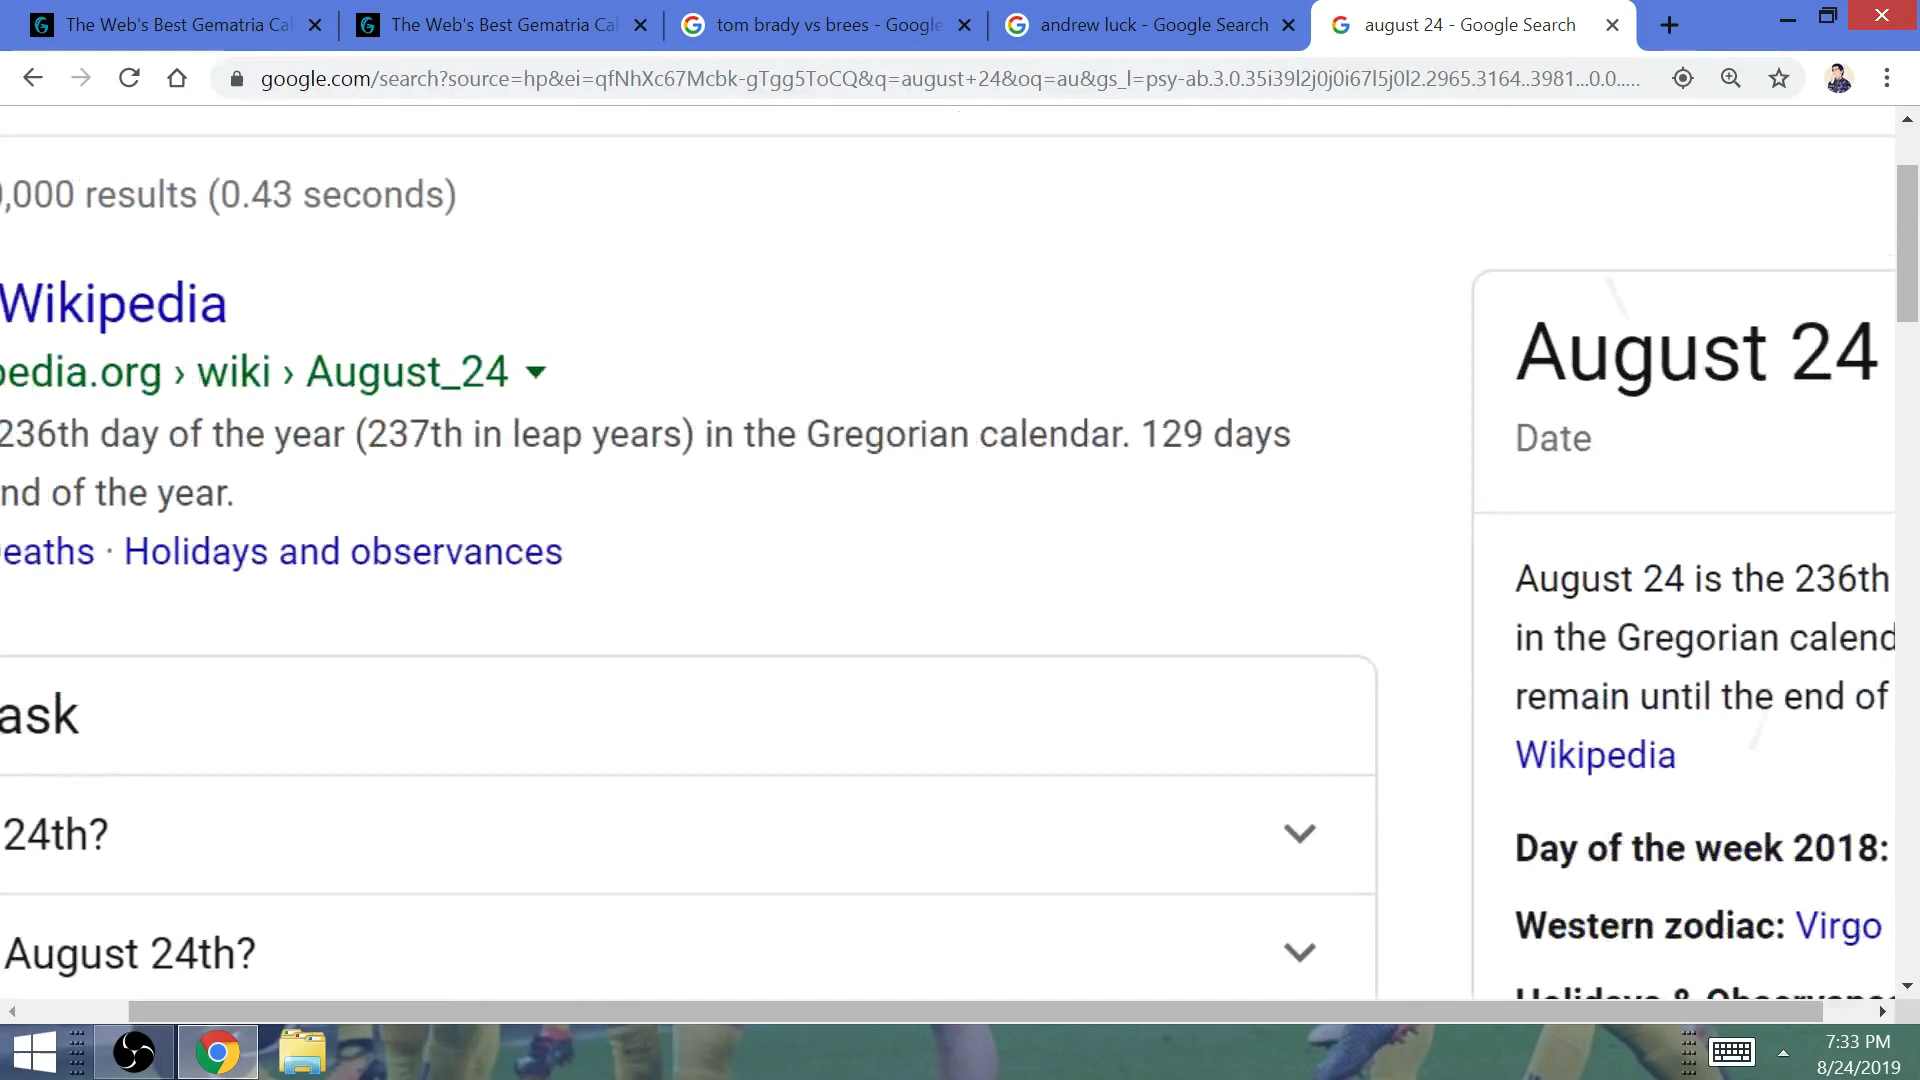 The Web's Best Gematria Cal
The Web's Best Gematria Cal
tom brady vs brees - Google
andrew luck - Google Search
august 24 - Google Search
google.com/search?source=hp&ei=qfNhXc67Mcbk-gTgg5ToCQ&q=august+24&oq=au&gs_l=psy-ab.3.0.35i39l2j0j0i67l5j0l2.2965.3164..3981...0.0.....
,000 results (0.43 seconds)
Wikipedia
pedia.org › wiki › August_24
236th day of the year (237th in leap years) in the Gregorian calendar. 129 days
nd of the year.
eaths · Holidays and observances
ask
24th?
August 24th?
August 24
Date
August 24 is the 236th
in the Gregorian calend
remain until the end of
Wikipedia
Day of the week 2018:
Western zodiac: Virgo
Holidays & Observance
7:33 PM
8/24/2019